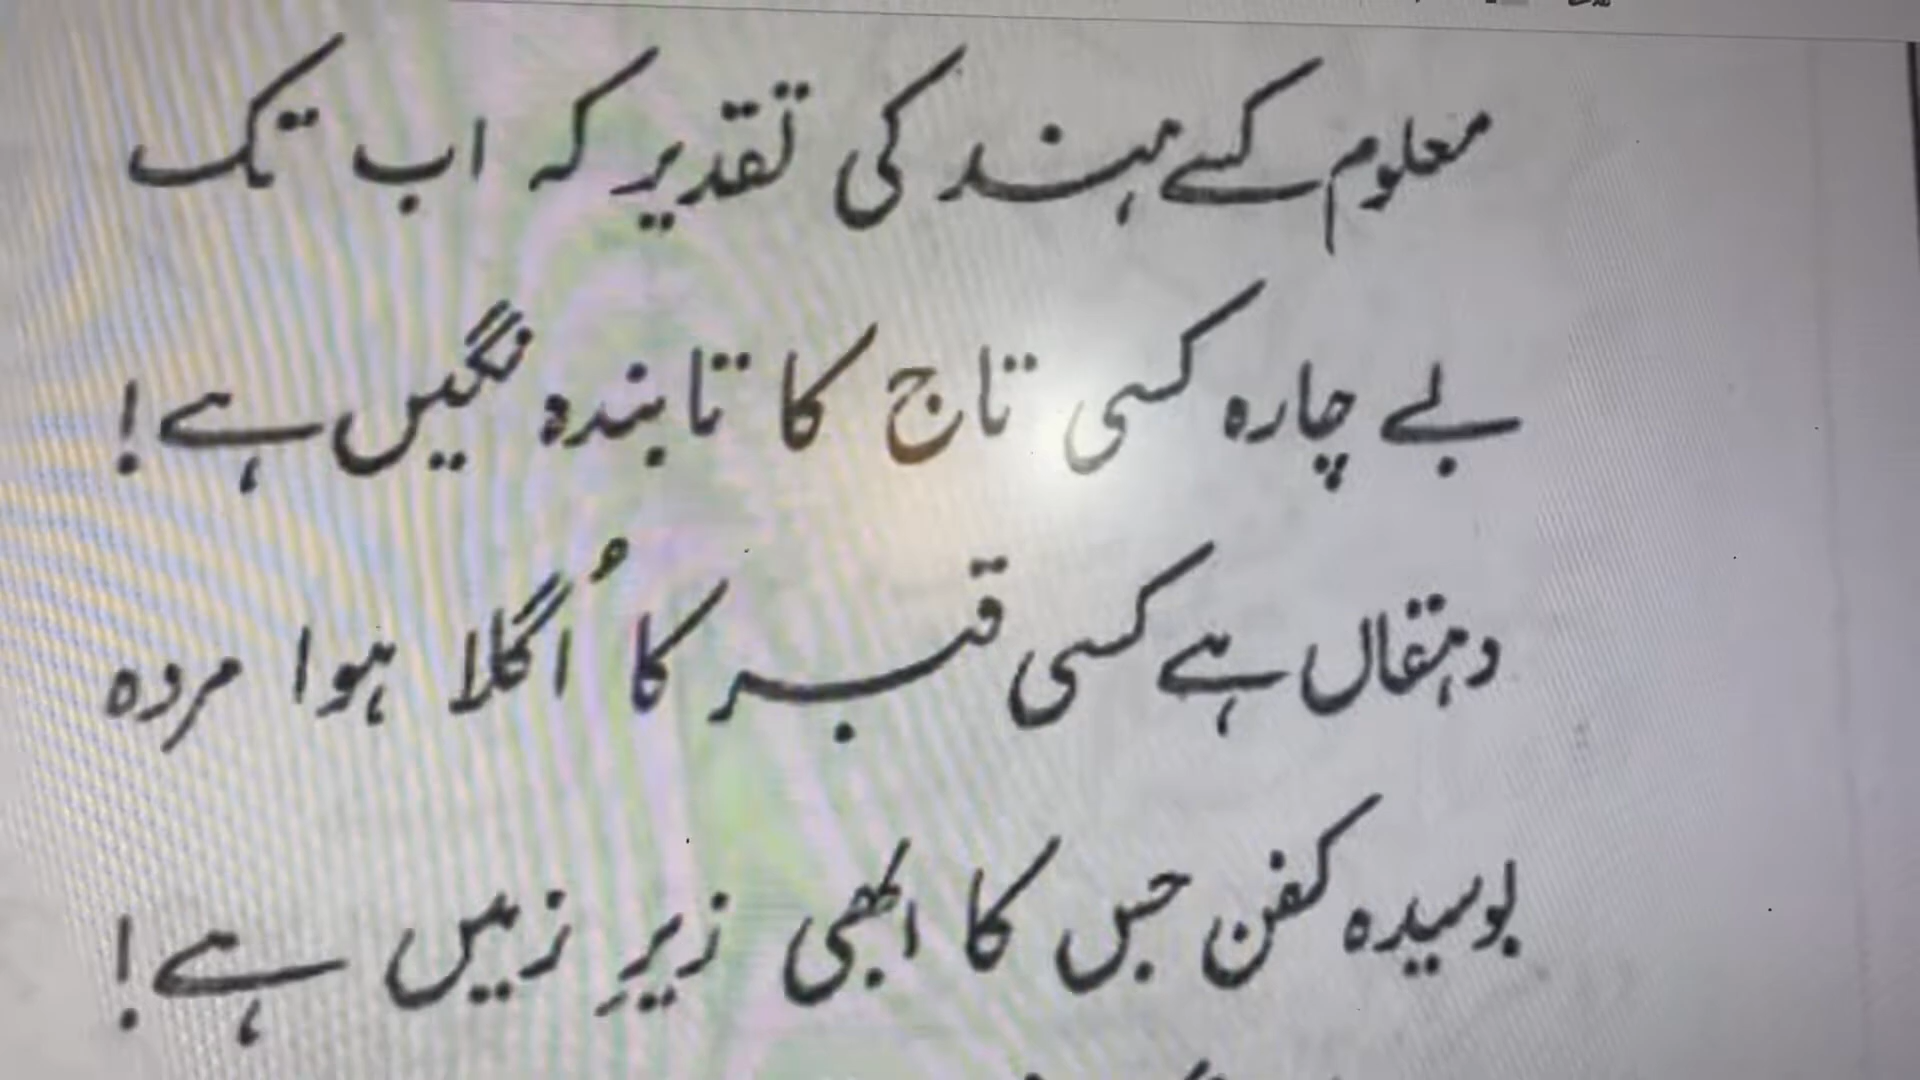 معلوم کسے ہند کی تقدیر کہ اب تک
بے چارہ کسی تاج کا تابندہ نگیں ہے!
دہقاں ہے کسی قبر کا اُگلا ہوا مردہ
بوسیدہ کفن جس کا ابھی زیرِ زمیں ہے!